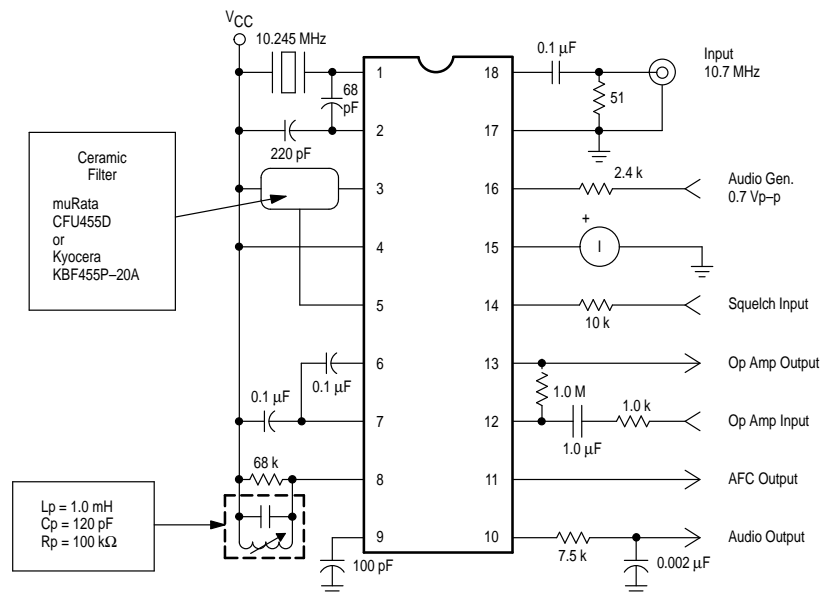 VCC
10.245 MHz
68
pF
220 pF
Ceramic
Filter
muRata
CFU455D
or
Kyocera
KBF455P–20A
0.1 µF
0.1 µF
68 k
Lp = 1.0 mH
Cp = 120 pF
Rp = 100 kΩ
100 pF
1
2
3
4
5
6
7
8
9
18
17
16
15
14
13
12
11
10
0.1 µF
51
Input
10.7 MHz
2.4 k
Audio Gen.
0.7 Vp–p
+
I
10 k
Squelch Input
Op Amp Output
1.0 M
1.0 k
1.0 µF
Op Amp Input
AFC Output
7.5 k
0.002 µF
Audio Output